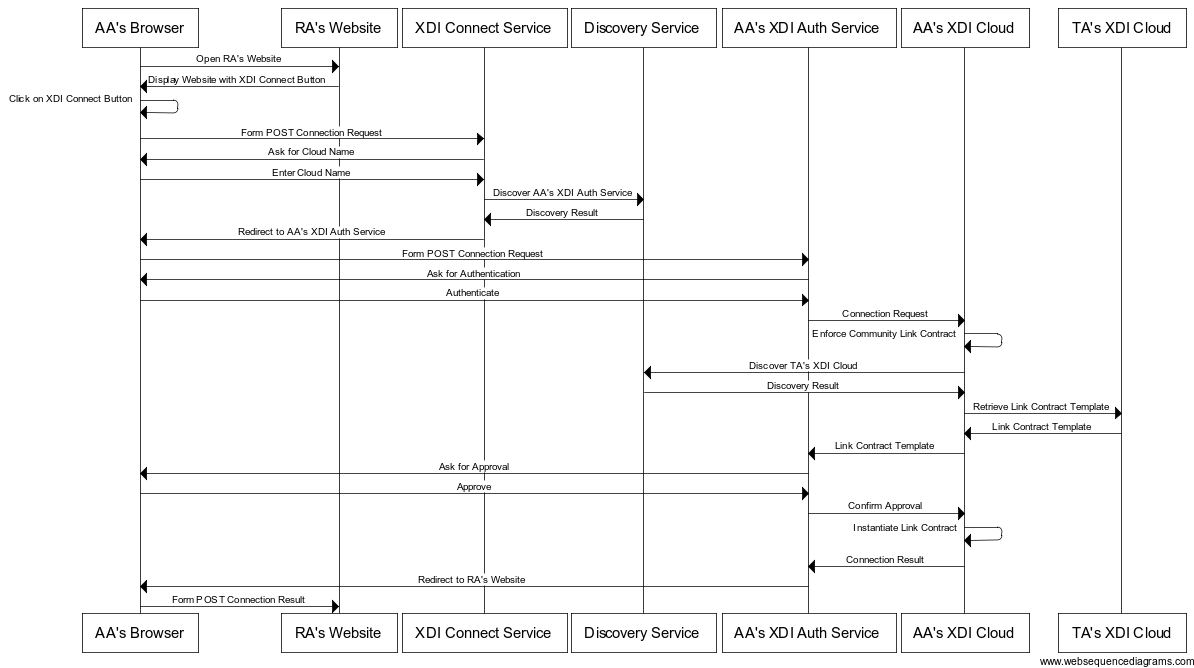 AA's Browser RA's Website XDI Connect Service Discovery Service AA's XDI Auth Service AA's XDI Cloud TA's XDI Cloud
Open RA's Website
Display Website with XDI Connect Button
Click on XDI Connect Button
Form POST Connection Request
Ask for Cloud Name
Enter Cloud Name
Discover AA's XDI Auth Service
Discovery Result
Redirect to AA's XDI Auth Service
Form POST Connection Request
Ask for Authentication
Authenticate
Connection Request
Enforce Community Link Contract
Discover TA's XDI Cloud
Discovery Result
Retrieve Link Contract Template
Link Contract Template
Link Contract Template
Ask for Approval
Approve
Confirm Approval
Instantiate Link Contract
Connection Result
Redirect to RA's Website
Form POST Connection Result
AA's Browser RA's Website XDI Connect Service Discovery Service AA's XDI Auth Service AA's XDI Cloud TA's XDI Cloud
www.websequencediagrams.com